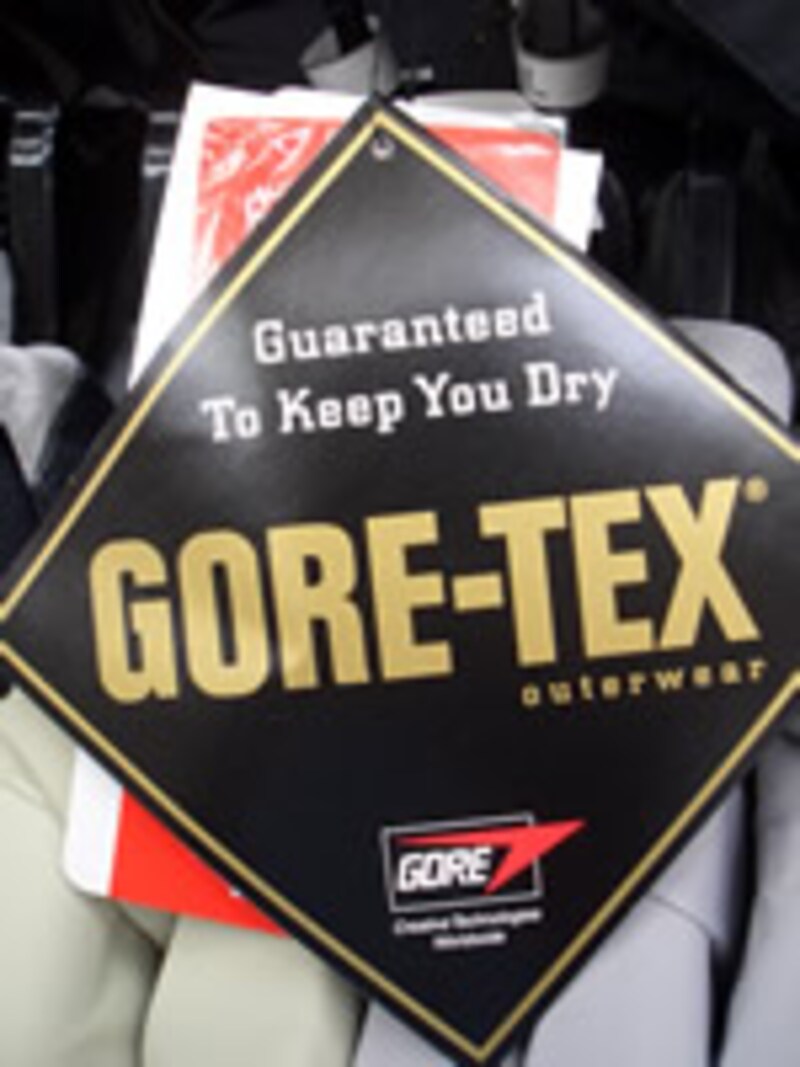 Guaranteed
To Keep You Dry
GORE-TEX®
outerwear
GORE
Creative Technologies
Worldwide